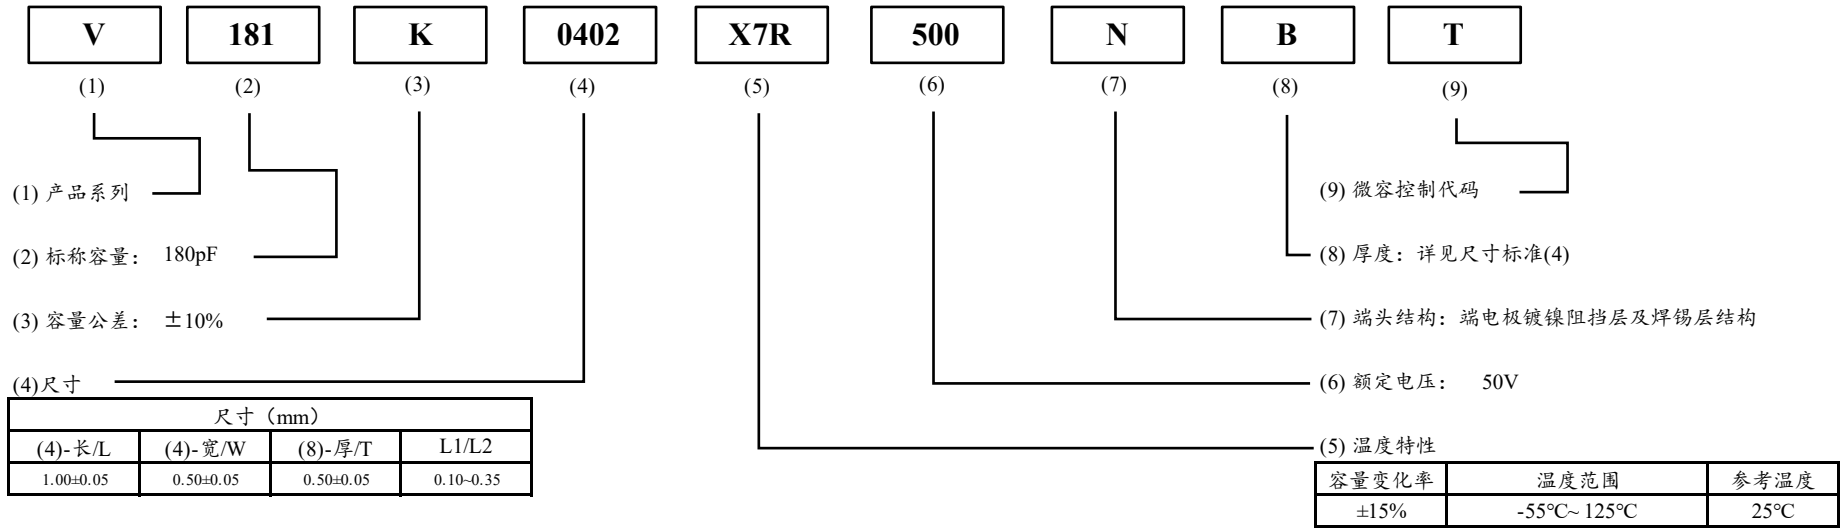 V 181 K 0402 X7R 500 N B T
(1) (2) (3) (4) (5) (6) (7) (8) (9)
(1) 产品系列
(9) 微容控制代码
(2) 标称容量： 180pF
(8) 厚度：详见尺寸标准(4)
(3) 容量公差： ±10%
(7) 端头结构：端电极镀镍阻挡层及焊锡层结构
(4)尺寸
(6) 额定电压： 50V
尺寸（mm）
(4)-长/L (4)-宽/W (8)-厚/T L1/L2
1.00±0.05 0.50±0.05 0.50±0.05 0.10~0.35
(5) 温度特性
容量变化率 温度范围 参考温度
±15% -55℃~ 125℃ 25℃